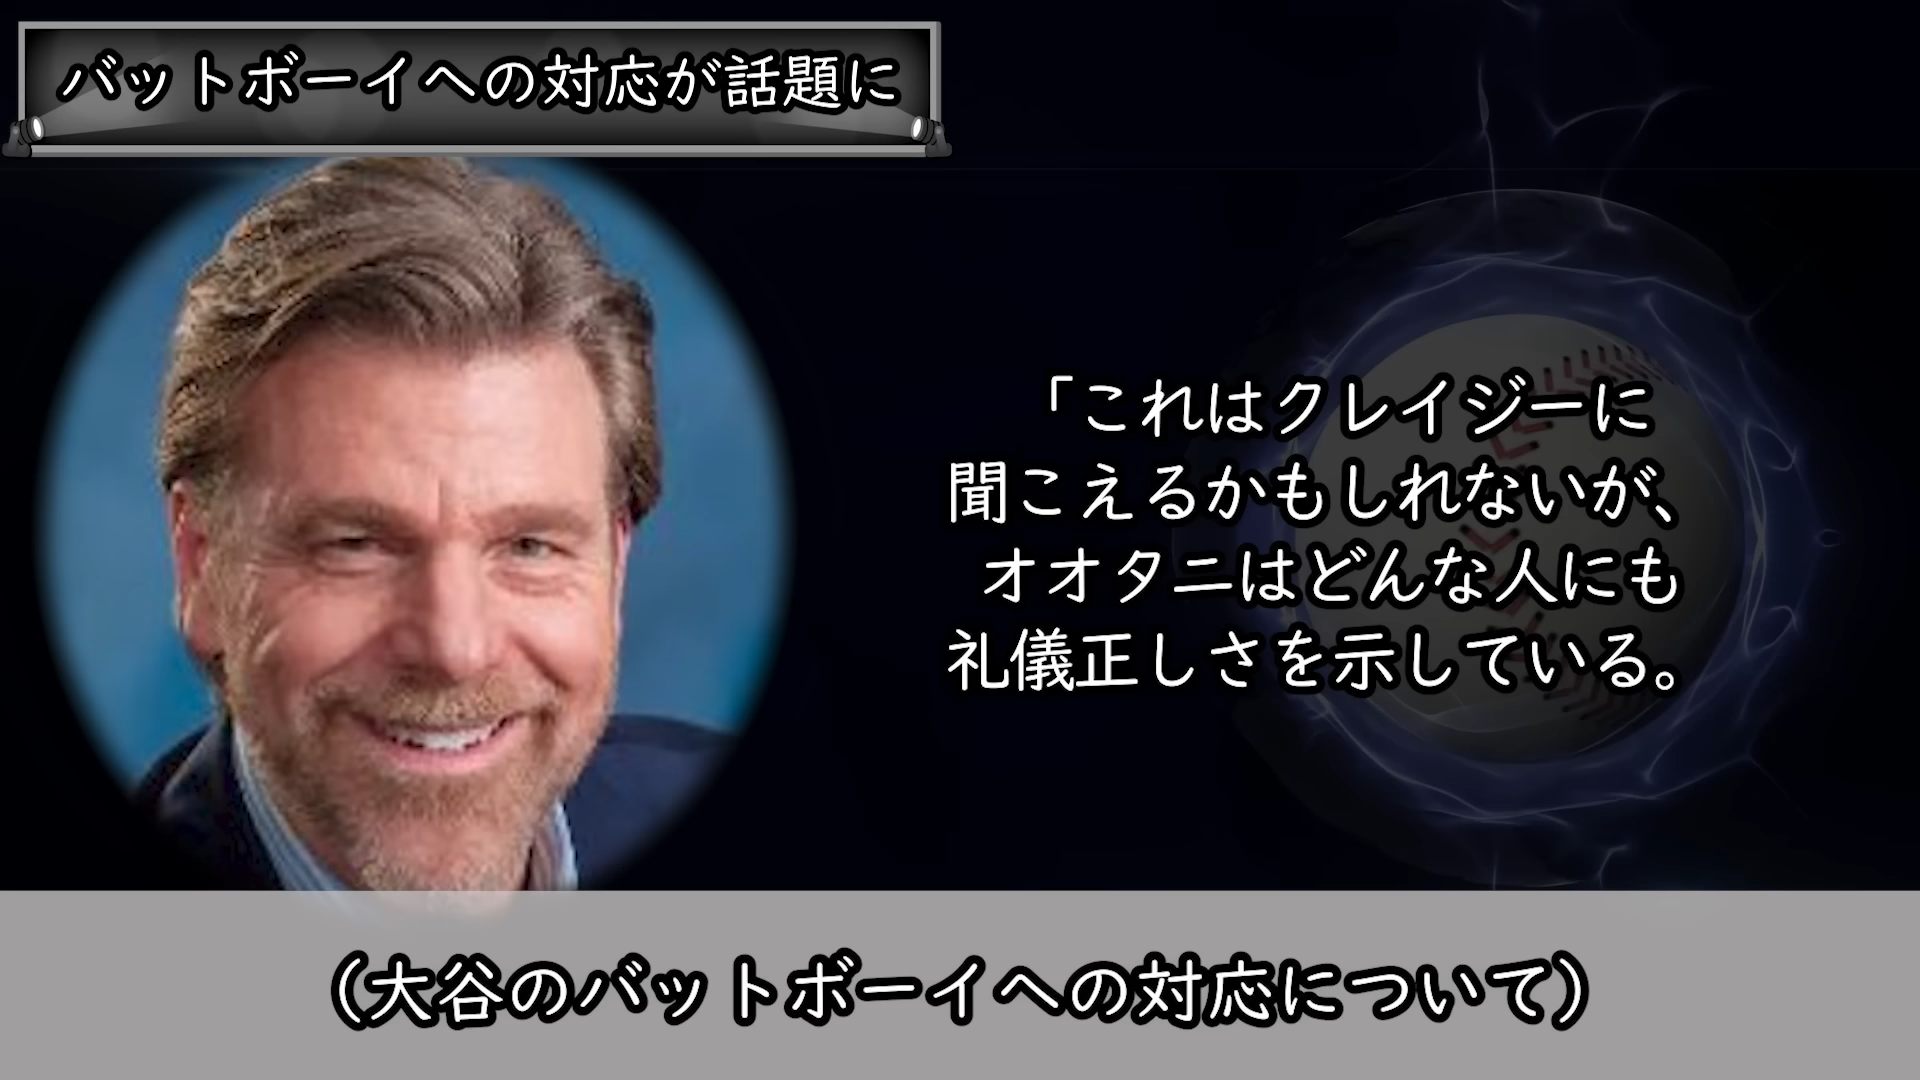 バットボーイへの対応が話題に
「これはクレイジーに
聞こえるかもしれないが、
オオタニはどんな人にも
礼儀正しさを示している。
（大谷のバットボーイへの対応について）